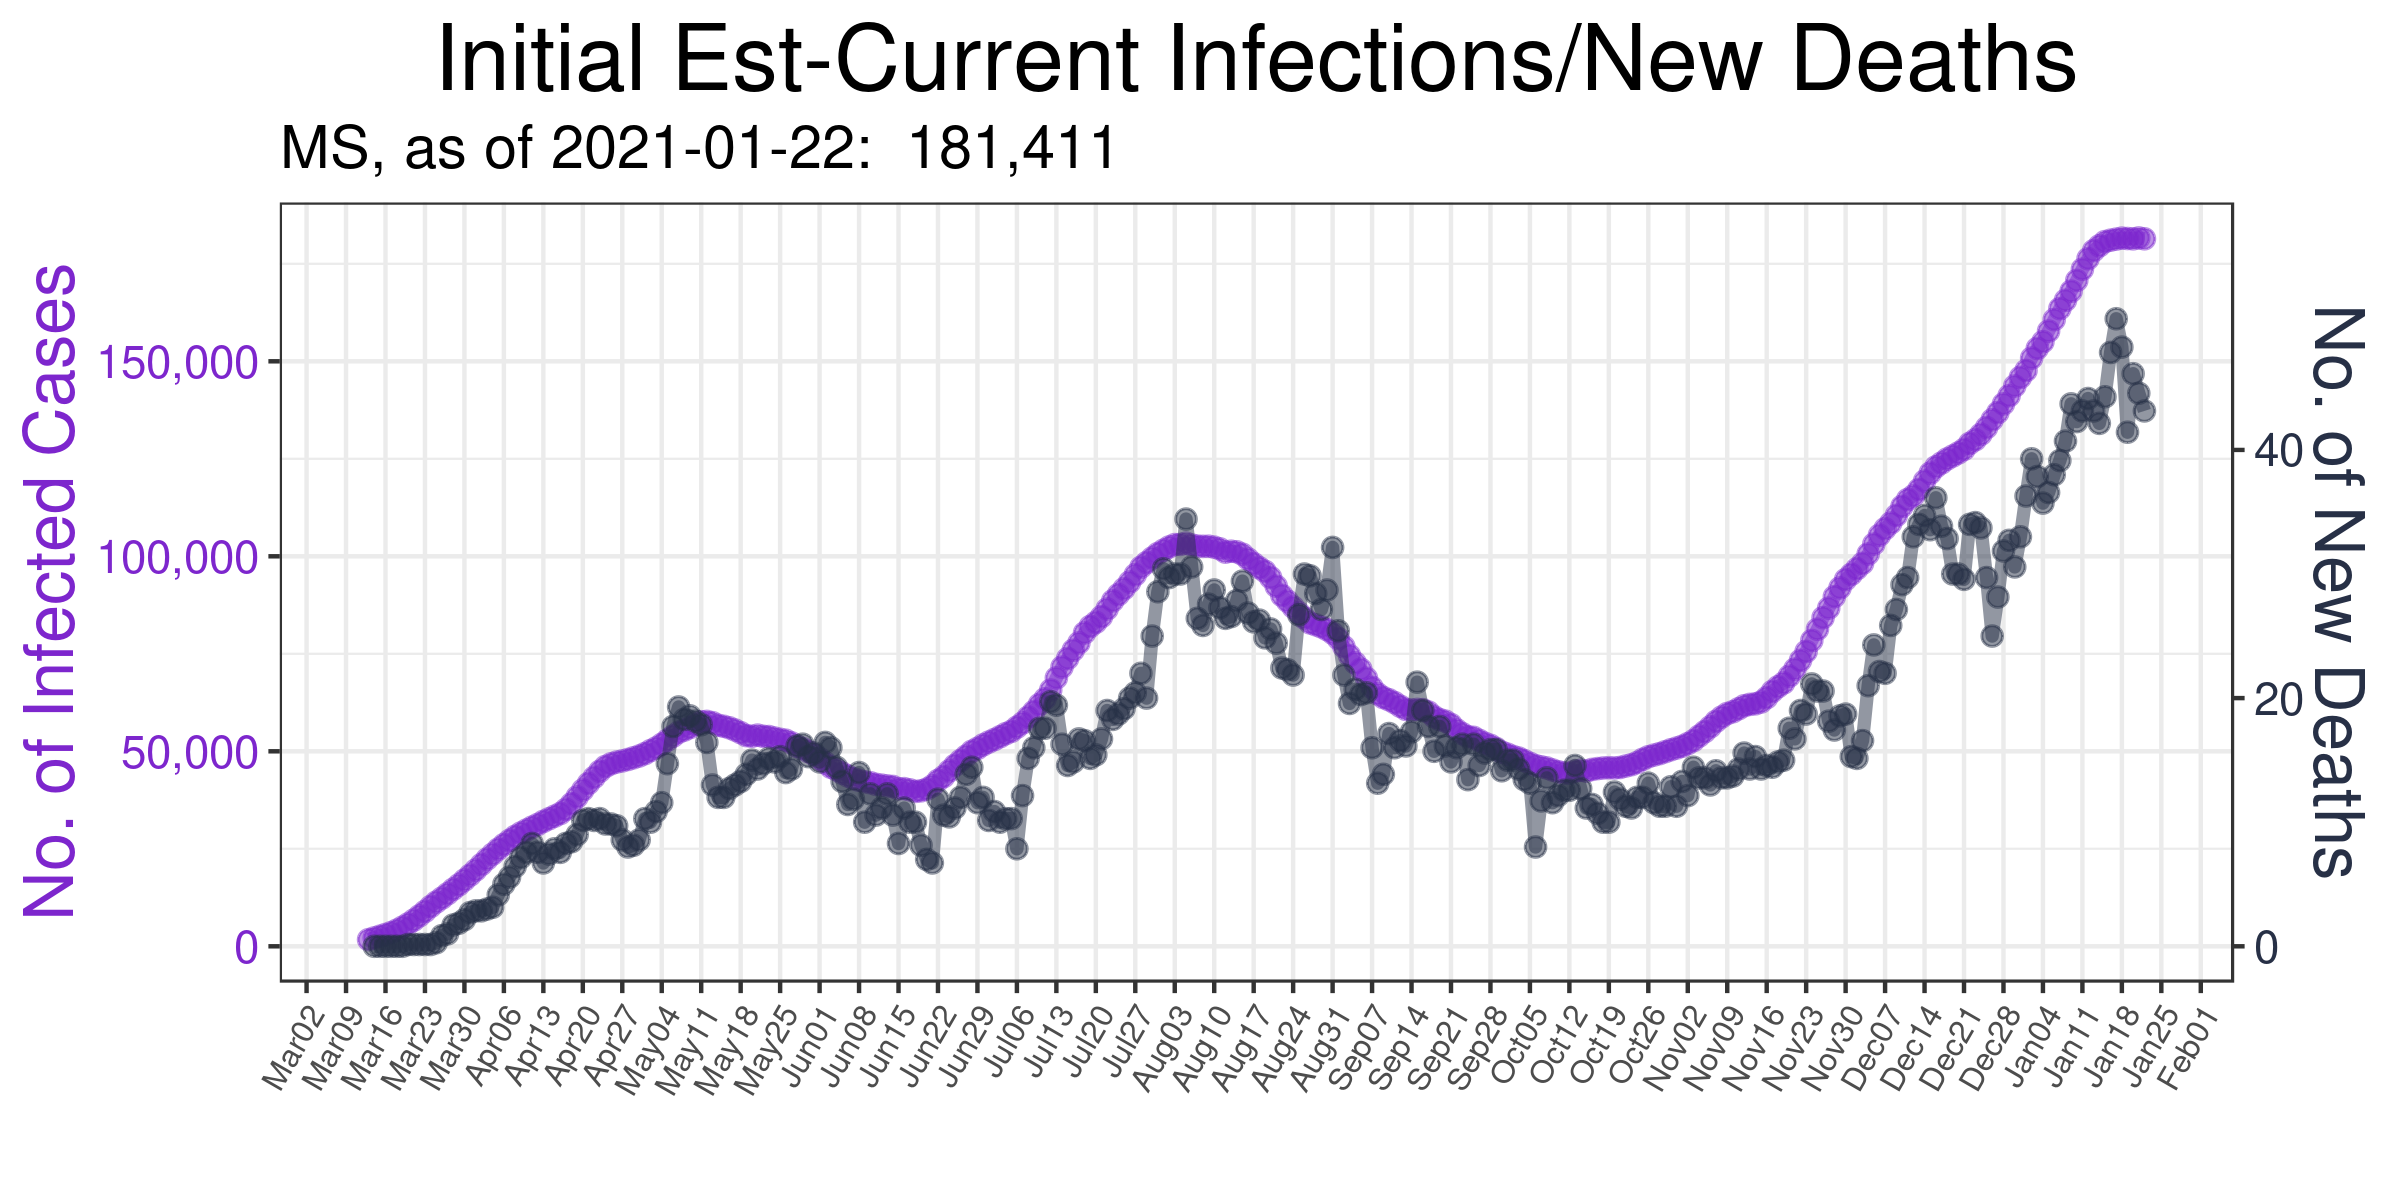 Initial Est-Current Infections/New Deaths
MS, as of 2021-01-22:  181,411
No. of Infected Cases
150,000
100,000
50,000
0
40
20
0
No. of New Deaths
Mar02
Mar09
Mar16
Mar23
Mar30
Apr06
Apr13
Apr20
Apr27
May04
May11
May18
May25
Jun01
Jun08
Jun15
Jun22
Jun29
Jul06
Jul13
Jul20
Jul27
Aug03
Aug10
Aug17
Aug24
Aug31
Sep07
Sep14
Sep21
Sep28
Oct05
Oct12
Oct19
Oct26
Nov02
Nov09
Nov16
Nov23
Nov30
Dec07
Dec14
Dec21
Dec28
Jan04
Jan11
Jan18
Jan25
Feb01